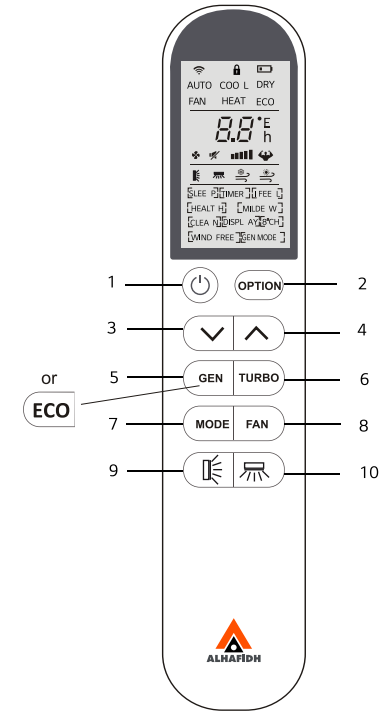 AUTO COO L DRY
FAN HEAT ECO
8.8 °E h
[SLEE P] [TIMER] [I FEE L]
[HEALT H] [MILDE W]
[CLEA N] [DISPL AY] [8°CH]
[WIND FREE] [GEN MODE]
1
OPTION
2
3
4
or
5
GEN
TURBO
6
ECO
7
MODE
FAN
8
9
10
ALHAFiDH